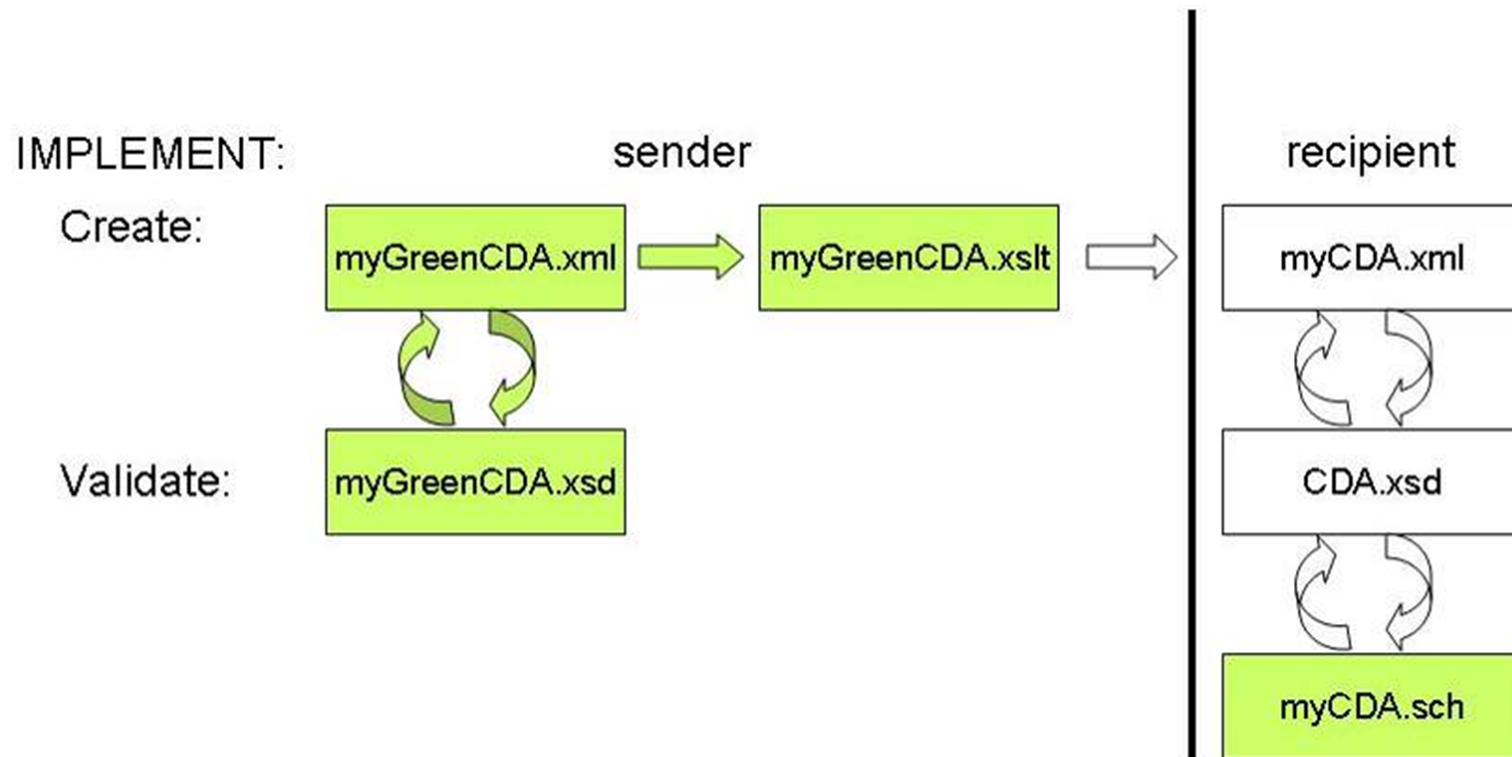 IMPLEMENT:
sender
recipient
Create:
myGreenCDA.xml
myGreenCDA.xslt
myCDA.xml
Validate:
myGreenCDA.xsd
CDA.xsd
myCDA.sch